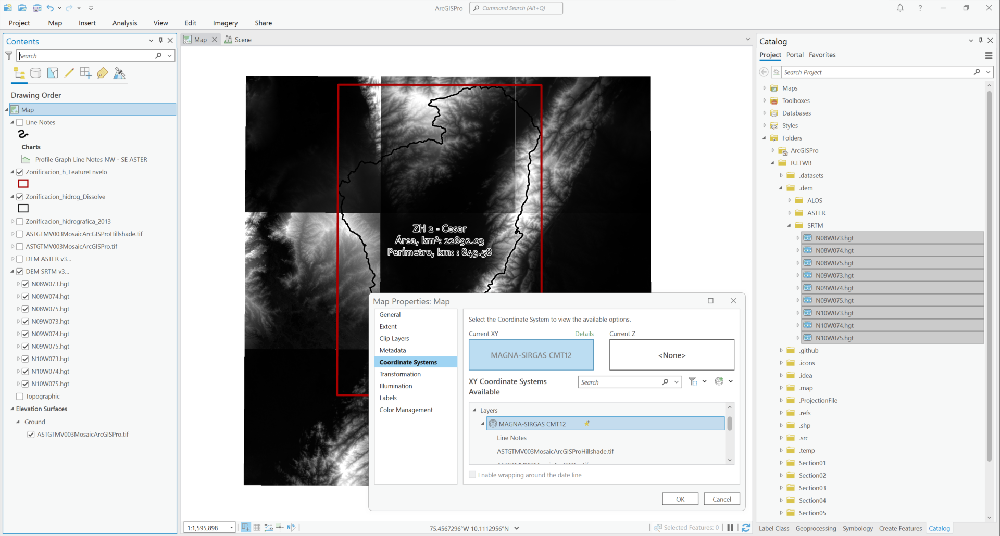 ArcGISPro
Command Search (Alt+Q)
?
Project Map Insert Analysis View Edit Imagery Share
Contents
Search
Drawing Order
Map
Line Notes
Charts
Profile Graph Line Notes NW - SE ASTER
Zonificacion_h_FeatureEnvelo
Zonificacion_hidrog_Dissolve
Zonificacion_hidrografica_2013
ASTGTMV003MosaicArcGISProHillshade.tif
ASTGTMV003MosaicArcGISPro.tif
DEM ASTER v3...
DEM SRTM v3...
N08W073.hgt
N08W074.hgt
N08W075.hgt
N09W073.hgt
N09W074.hgt
N09W075.hgt
N10W073.hgt
N10W074.hgt
N10W075.hgt
Topographic
Elevation Surfaces
Ground
ASTGTMV003MosaicArcGISPro.tif
Map Scene
ZH 2 - Cesar
Área, km²: 22892.03
Perímetro, km: : 849.58
Map Properties: Map
General
Extent
Clip Layers
Metadata
Coordinate Systems
Transformation
Illumination
Labels
Color Management
Select the Coordinate System to view the available options.
Current XY Details Current Z
MAGNA-SIRGAS CMT12 <None>
XY Coordinate Systems
Available
Search
Layers
MAGNA-SIRGAS CMT12
Line Notes
ASTGTMV003MosaicArcGISProHillshade.tif
Enable wrapping around the date line
OK Cancel
1:1,595,898
75.4567296°W 10.1112956°N
Selected Features: 0
Catalog
Project Portal Favorites
Search Project
Maps
Toolboxes
Databases
Styles
Folders
ArcGISPro
R.LTWB
.datasets
.dem
ALOS
ASTER
SRTM
N08W073.hgt
N08W074.hgt
N08W075.hgt
N09W073.hgt
N09W074.hgt
N09W075.hgt
N10W073.hgt
N10W074.hgt
N10W075.hgt
.github
.icons
.idea
.map
.ProjectionFile
.refs
.shp
.src
.temp
Section01
Section02
Section03
Section04
Section05
Label Class Geoprocessing Symbology Create Features Catalog